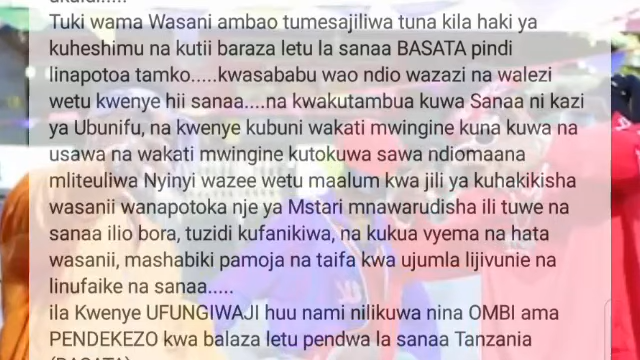 Tuki wama Wasani ambao tumesajiliwa tuna kila haki ya
kuheshimu na kutii baraza letu la sanaa BASATA pindi
linapotoa tamko.....kwasababu wao ndio wazazi na walezi
wetu kwenye hii sanaa....na kwakutambua kuwa Sanaa ni kazi
ya Ubunifu, na kwenye kubuni wakati mwingine kuna kuwa na
usawa na wakati mwingine kutokuwa sawa ndiomaana
mliteuliwa Nyinyi wazee wetu maalum kwa jili ya kuhakikisha
wasanii wanapotoka nje ya Mstari mnawarudisha ili tuwe na
sanaa ilio bora, tuzidi kufanikiwa, na kukua vyema na hata
wasanii, mashabiki pamoja na taifa kwa ujumla lijivunie na
linufaike na sanaa.....
ila Kwenye UFUNGIWAJI huu nami nilikuwa nina OMBI ama
PENDEKEZO kwa balaza letu pendwa la sanaa Tanzania